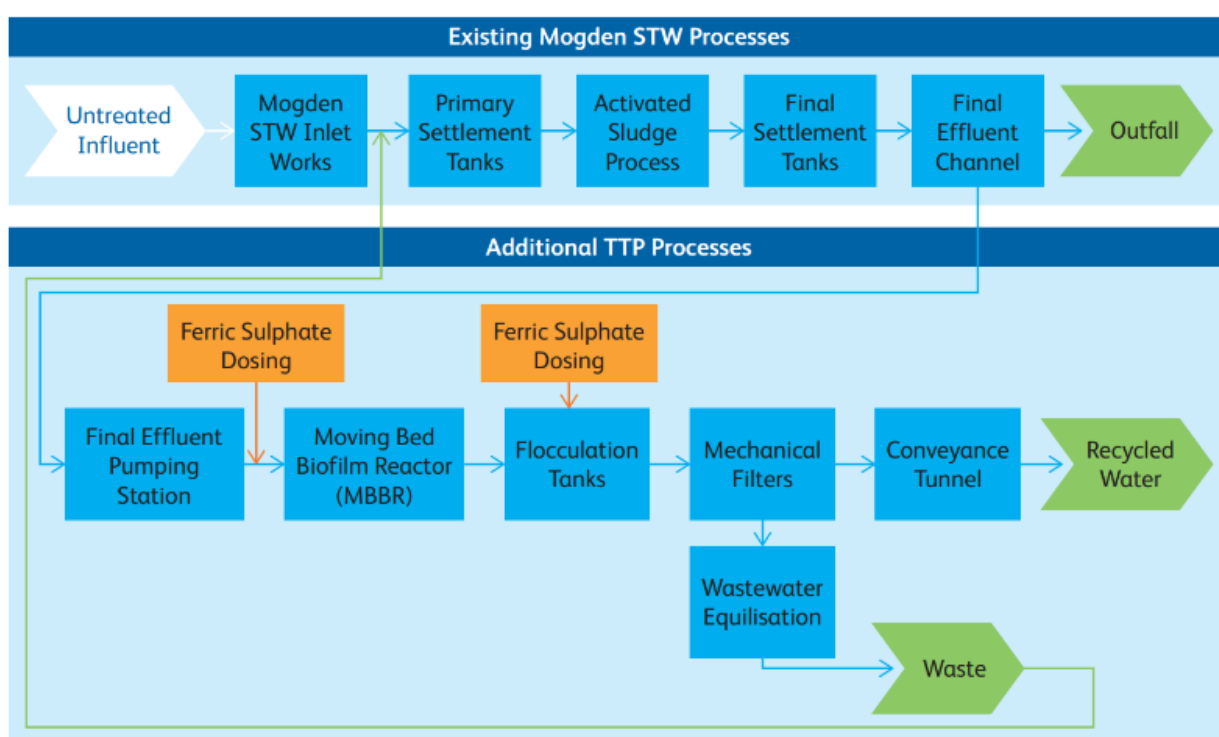 Existing Mogden STW Processes
Untreated
Influent
Mogden
STW Inlet
Works
Primary
Settlement
Tanks
Activated
Sludge
Process
Final
Settlement
Tanks
Final
Effluent
Channel
Outfall
Additional TTP Processes
Ferric Sulphate
Dosing
Ferric Sulphate
Dosing
Final Effluent
Pumping
Station
Moving Bed
Biofilm Reactor
(MBBR)
Flocculation
Tanks
Mechanical
Filters
Conveyance
Tunnel
Recycled
Water
Wastewater
Equilisation
Waste